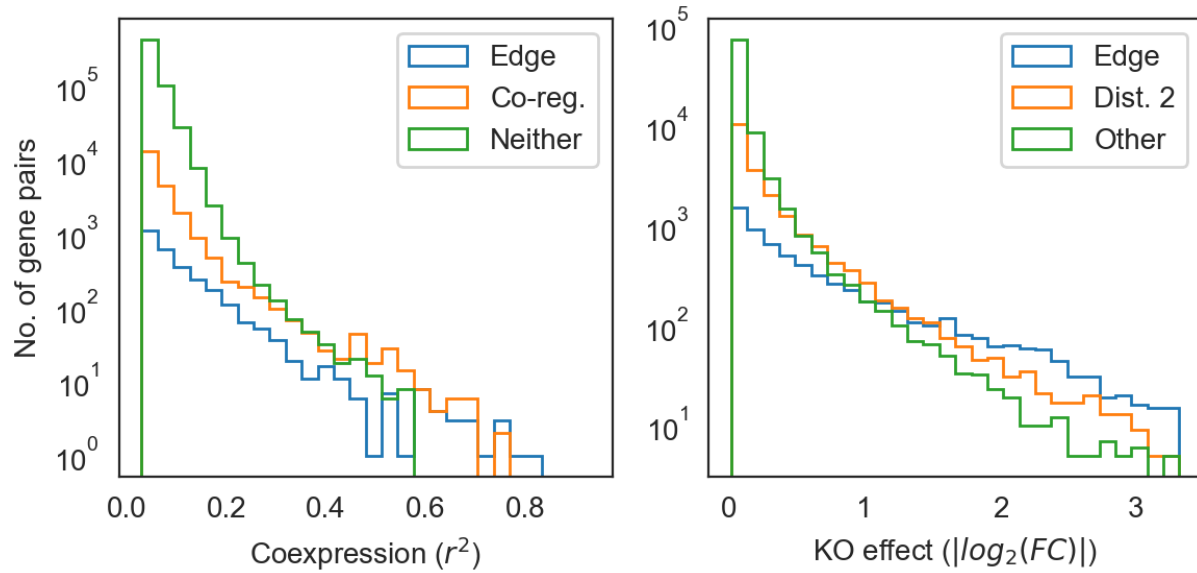 No. of gene pairs
10^5
10^4
10^3
10^2
10^1
10^0
Edge
Co-reg.
Neither
0.0 0.2 0.4 0.6 0.8
Coexpression (r^2)
10^5
10^4
10^3
10^2
10^1
Edge
Dist. 2
Other
0 1 2 3
KO effect (|log_2(FC)|)